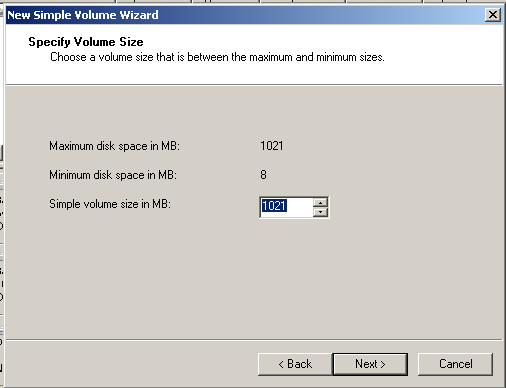 New Simple Volume Wizard
Specify Volume Size
Choose a volume size that is between the maximum and minimum sizes.
Maximum disk space in MB: 1021
Minimum disk space in MB: 8
Simple volume size in MB: 1021
< Back Next > Cancel